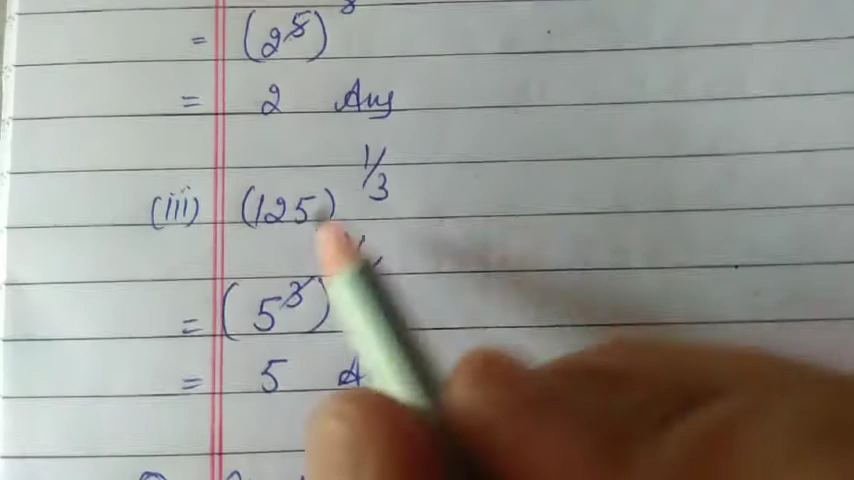 = (2⁵)
= 2 Ans
(iii) (125)^1/3
= (5³)
= 5 A